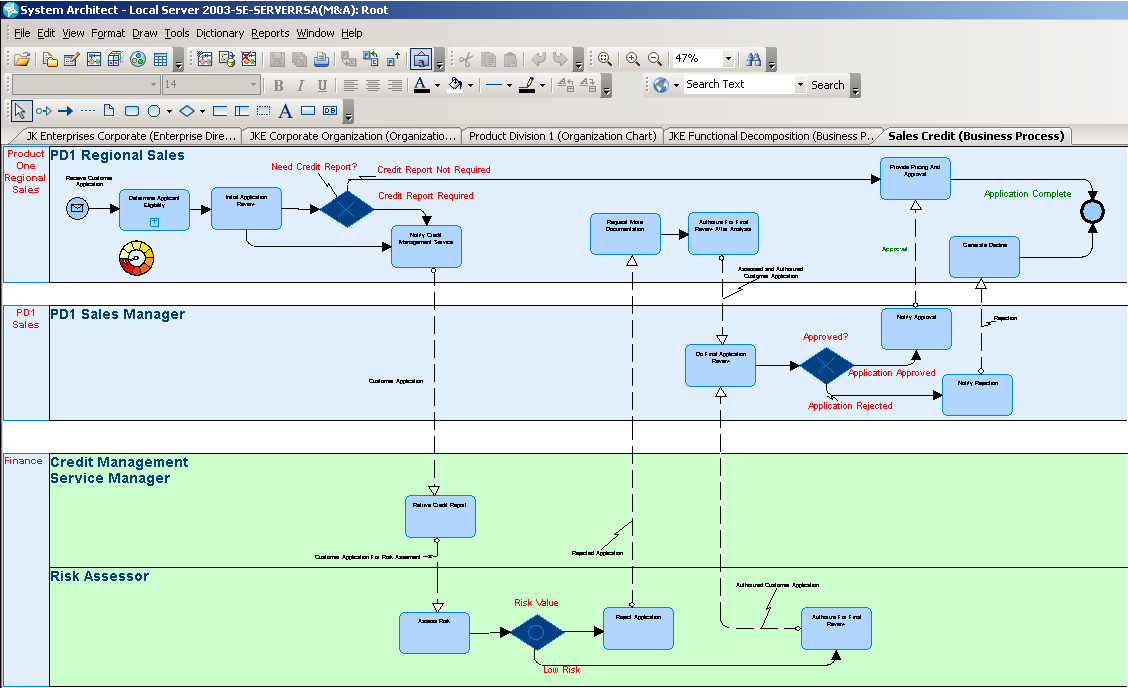 System Architect - Local Server 2003-SE-SERVERRSA(M&A): Root
File Edit View Format Draw Tools Dictionary Reports Window Help
47%
14
B I U
A
Search Text
Search
A
DB
JK Enterprises Corporate (Enterprise Dire...
JKE Corporate Organization (Organizatio...
Product Division 1 (Organization Chart)
JKE Functional Decomposition (Business P...
Sales Credit (Business Process)
Product
One
Regional
Sales
PD1 Regional Sales
Receive Customer
Application
Determine Applicant
Eligibility
Initial Application
Review
Need Credit Report?
Credit Report Not Required
Credit Report Required
Notify Credit
Management Service
Request More
Documentation
Authorize For Final
Review After Analysis
Assessed and Authorized
Customer Application
Provide Pricing And
Approval
Application Complete
Approval
Generate Decline
PD1
Sales
PD1 Sales Manager
Customer Application
Do Final Application
Review
Approved?
Application Approved
Application Rejected
Notify Approval
Notify Rejection
Rejection
Finance
Credit Management
Service Manager
Retrive Credit Report
Customer Application For Risk Assesment
Rejected Application
Risk Assessor
Assess Risk
Risk Value
Low Risk
Reject Application
Authorized Customer Application
Authorize For Final
Review